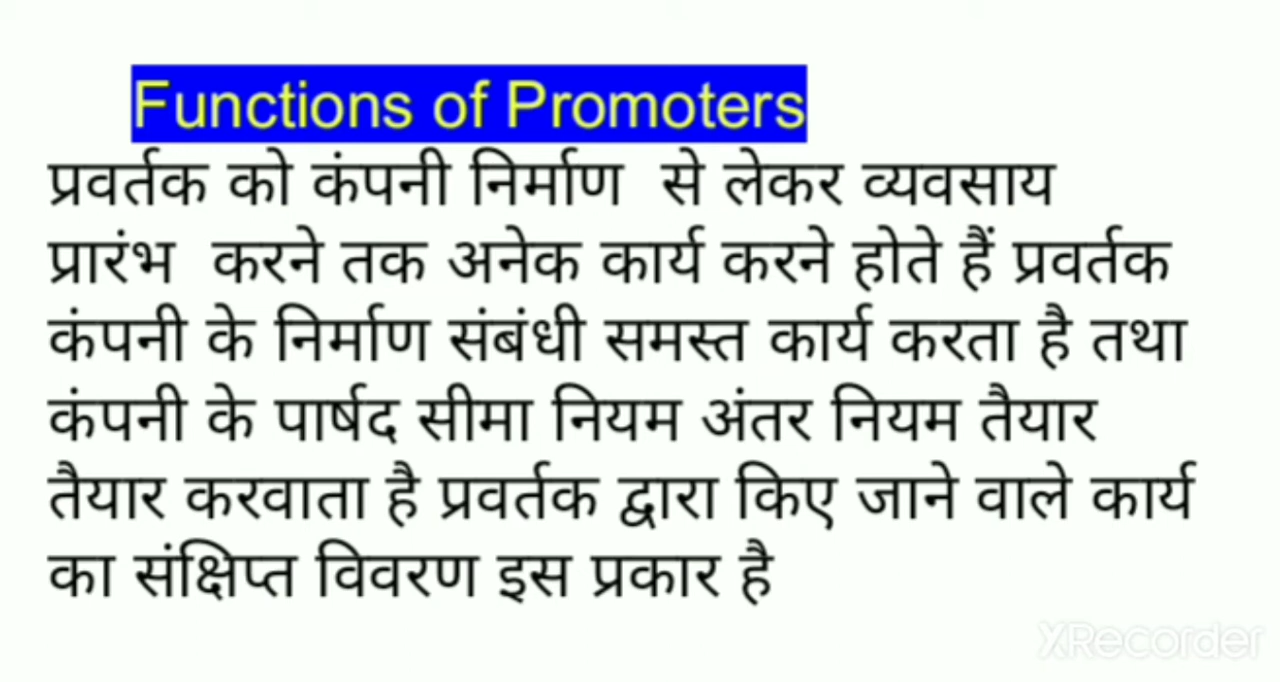 Functions of Promoters
प्रवर्तक को कंपनी निर्माण से लेकर व्यवसाय
प्रारंभ करने तक अनेक कार्य करने होते हैं प्रवर्तक
कंपनी के निर्माण संबंधी समस्त कार्य करता है तथा
कंपनी के पार्षद सीमा नियम अंतर नियम तैयार
तैयार करवाता है प्रवर्तक द्वारा किए जाने वाले कार्य
का संक्षिप्त विवरण इस प्रकार है
XRecorder